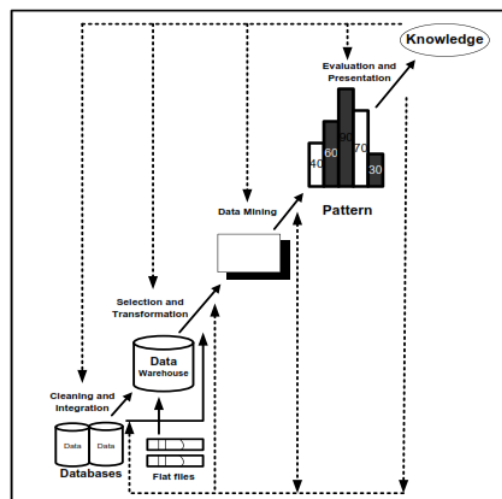 Knowledge
Evaluation and
Presentation
40
60
90
70
30
Pattern
Data Mining
Selection and
Transformation
Data
Warehouse
Cleaning and
Integration
Data
Data
Databases
Flat files